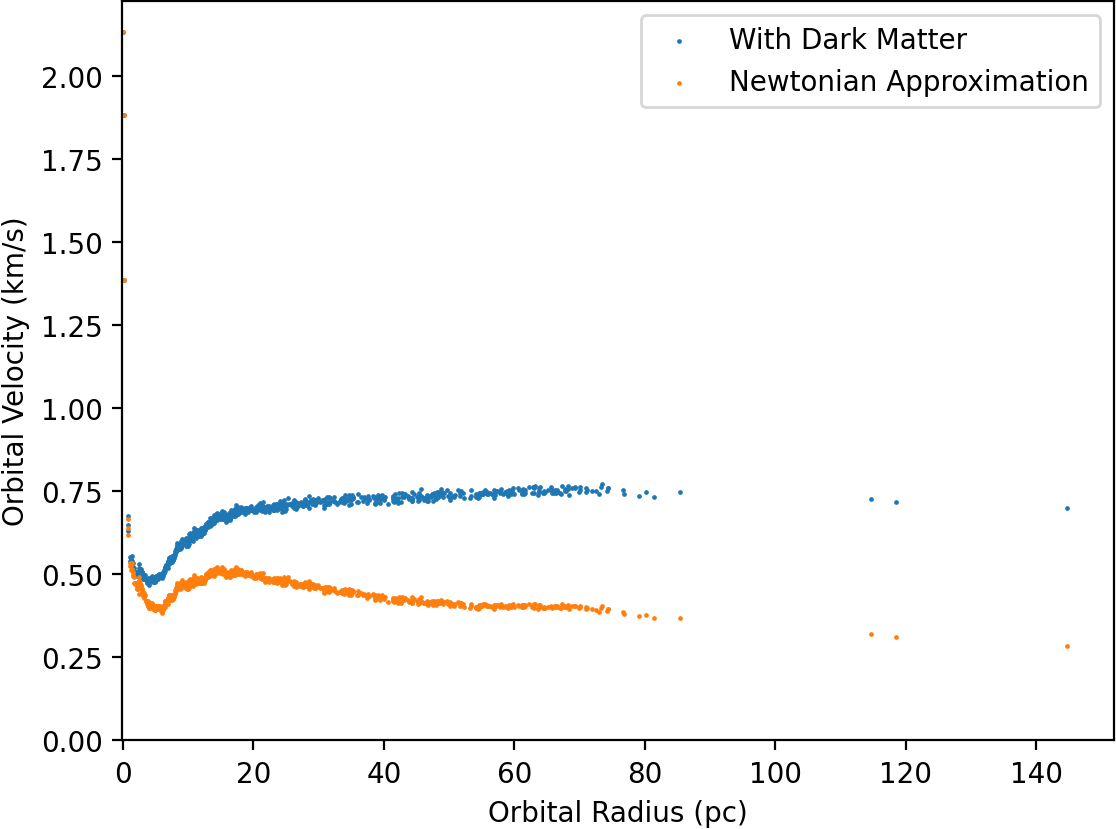 With Dark Matter
Newtonian Approximation
2.00
1.75
1.50
1.25
1.00
0.75
0.50
0.25
0.00
Orbital Velocity (km/s)
0 20 40 60 80 100 120 140
Orbital Radius (pc)